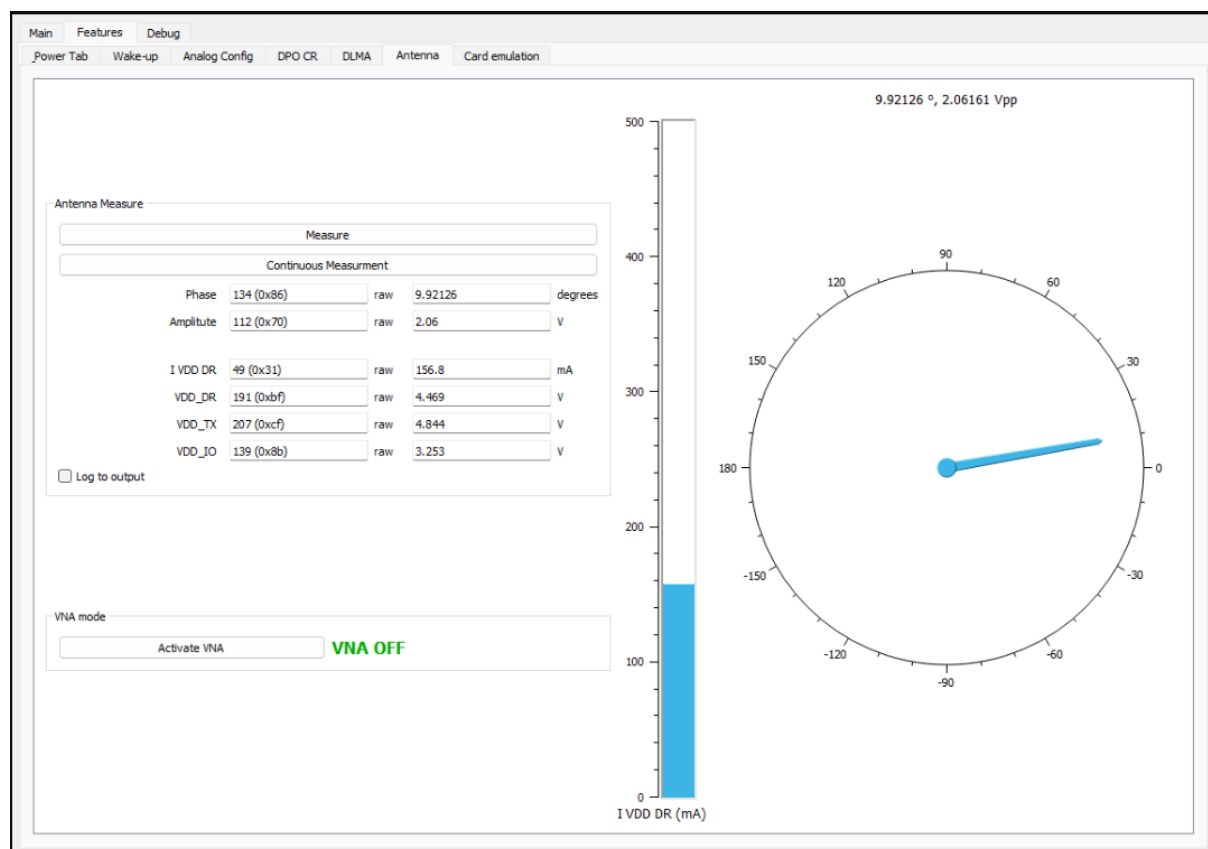 Main Features Debug
Power Tab Wake-up Analog Config DPO CR DLMA Antenna Card emulation
9.92126 º, 2.06161 Vpp
Antenna Measure
Measure
Continuous Measurment
Phase 134 (0x86) raw 9.92126 degrees
Amplitute 112 (0x70) raw 2.06 V
I VDD DR 49 (0x31) raw 156.8 mA
VDD_DR 191 (0xbf) raw 4.469 V
VDD_TX 207 (0xcf) raw 4.844 V
VDD_IO 139 (0x8b) raw 3.253 V
Log to output
VNA mode
Activate VNA VNA OFF
500
400
300
200
100
0
I VDD DR (mA)
90
120 60
150 30
180 0
-150 -30
-120 -60
-90